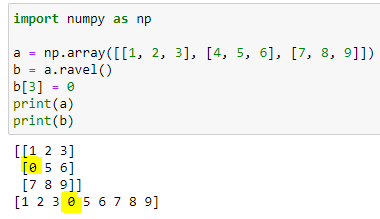 import numpy as np
a = np.array([[1, 2, 3], [4, 5, 6], [7, 8, 9]])
b = a.ravel()
b[3] = 0
print(a)
print(b)
[[1 2 3]
 [0 5 6]
 [7 8 9]]
[1 2 3 0 5 6 7 8 9]